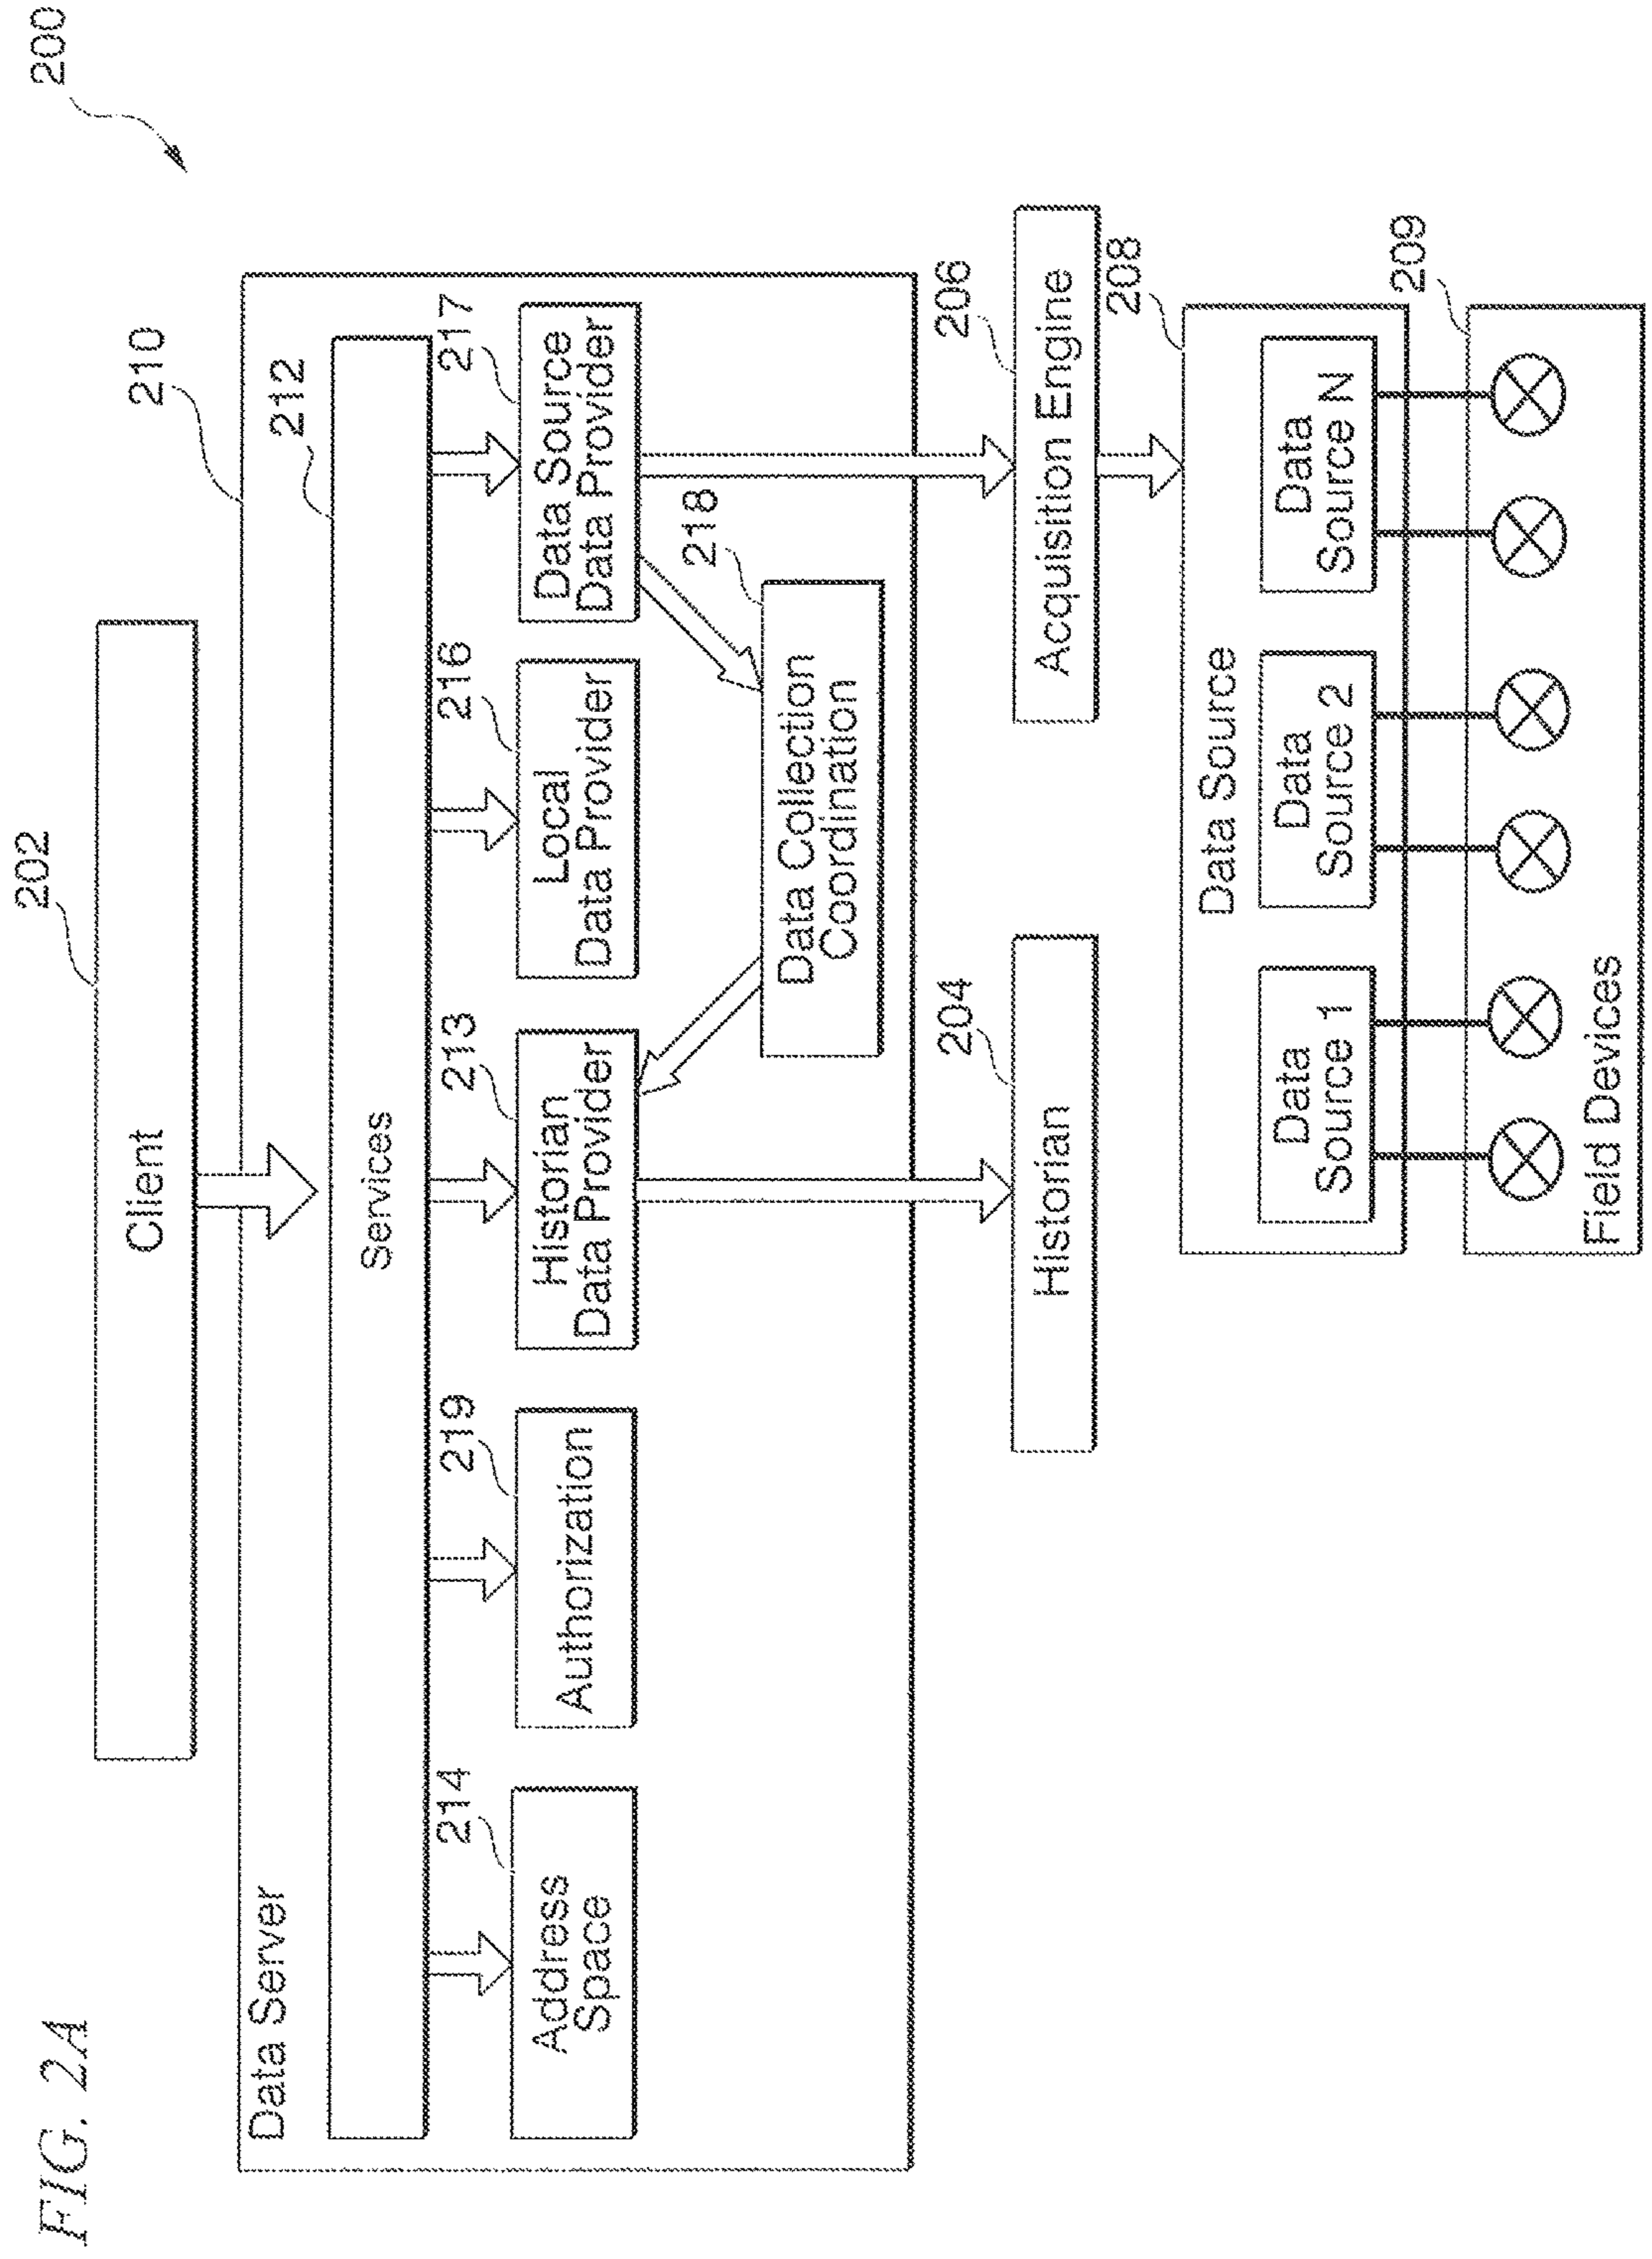 FIG. 2A
200
202
Client
210
Data Server
212
Services
214
219
213
216
217
Address
Space
Authorization
Historian
Data Provider
Local
Data Provider
Data Source
Data Provider
218
Data Collection
Coordination
204
206
Historian
Acquisition Engine
208
Data Source
Data
Source 1
Data
Source 2
Data
Source N
209
Field Devices